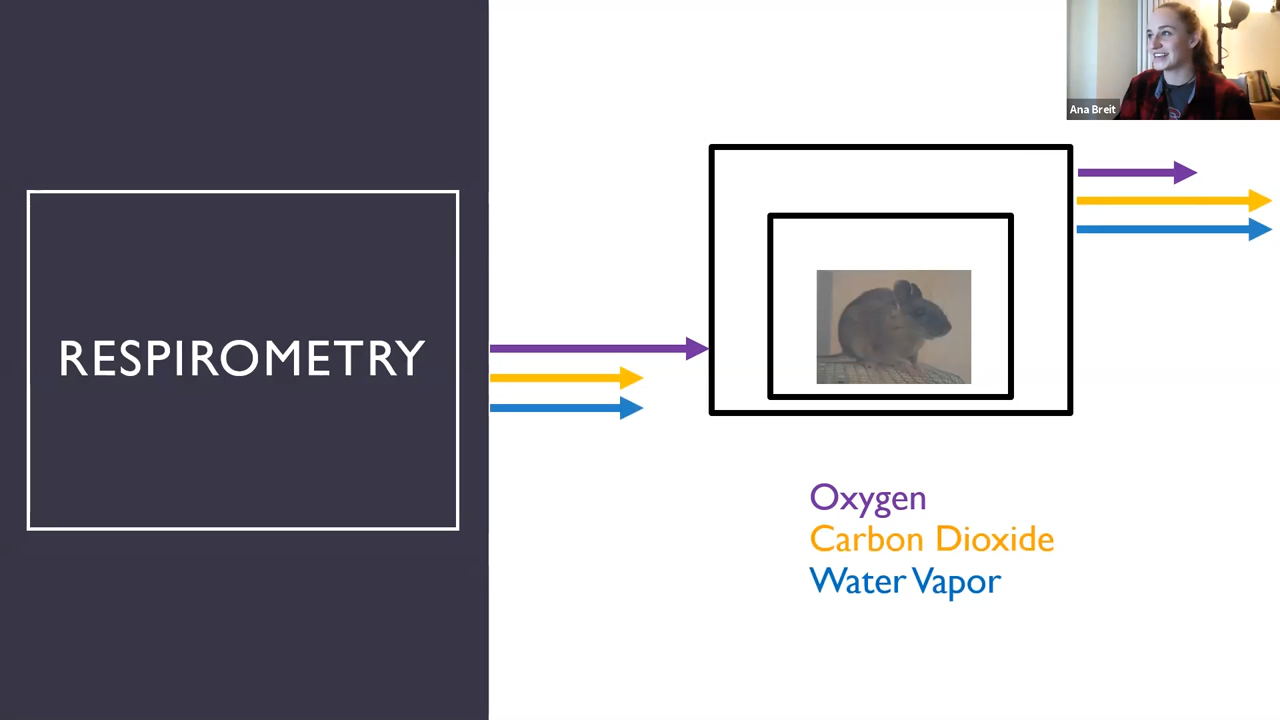 Ana Breit
RESPIROMETRY
Oxygen
Carbon Dioxide
Water Vapor